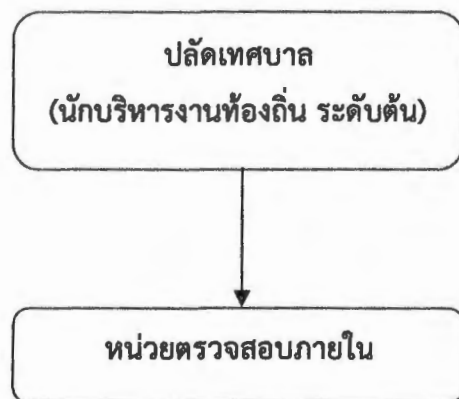 ปลัดเทศบาล
(นักบริหารงานท้องถิ่น ระดับต้น)
หน่วยตรวจสอบภายใน